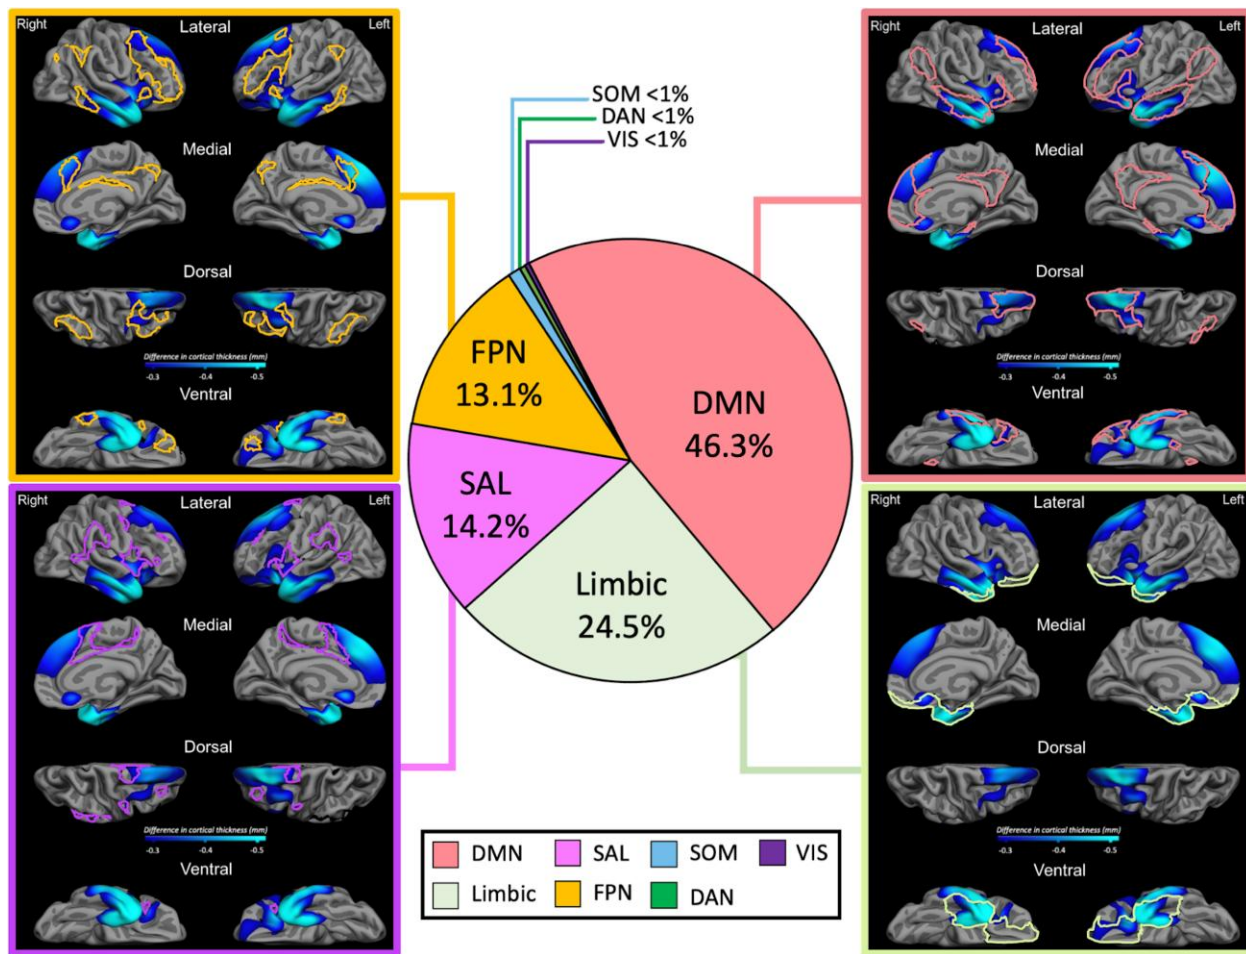 Right
Lateral
Left
Medial
Dorsal
Difference in cortical thickness (mm)
-0.3
-0.4
-0.5
Ventral
SOM <1%
DAN <1%
VIS <1%
Right
Lateral
Left
Medial
Dorsal
Difference in cortical thickness (mm)
-0.3
-0.4
-0.5
Ventral
FPN
13.1%
DMN
46.3%
SAL
14.2%
Limbic
24.5%
Right
Lateral
Left
Medial
Dorsal
Difference in cortical thickness (mm)
-0.3
-0.5
Ventral
Right
Lateral
Left
Medial
Dorsal
Difference in cortical thickness (mm)
-0.3
-0.4
-0.5
Ventral
DMN SAL SOM VIS
Limbic FPN DAN